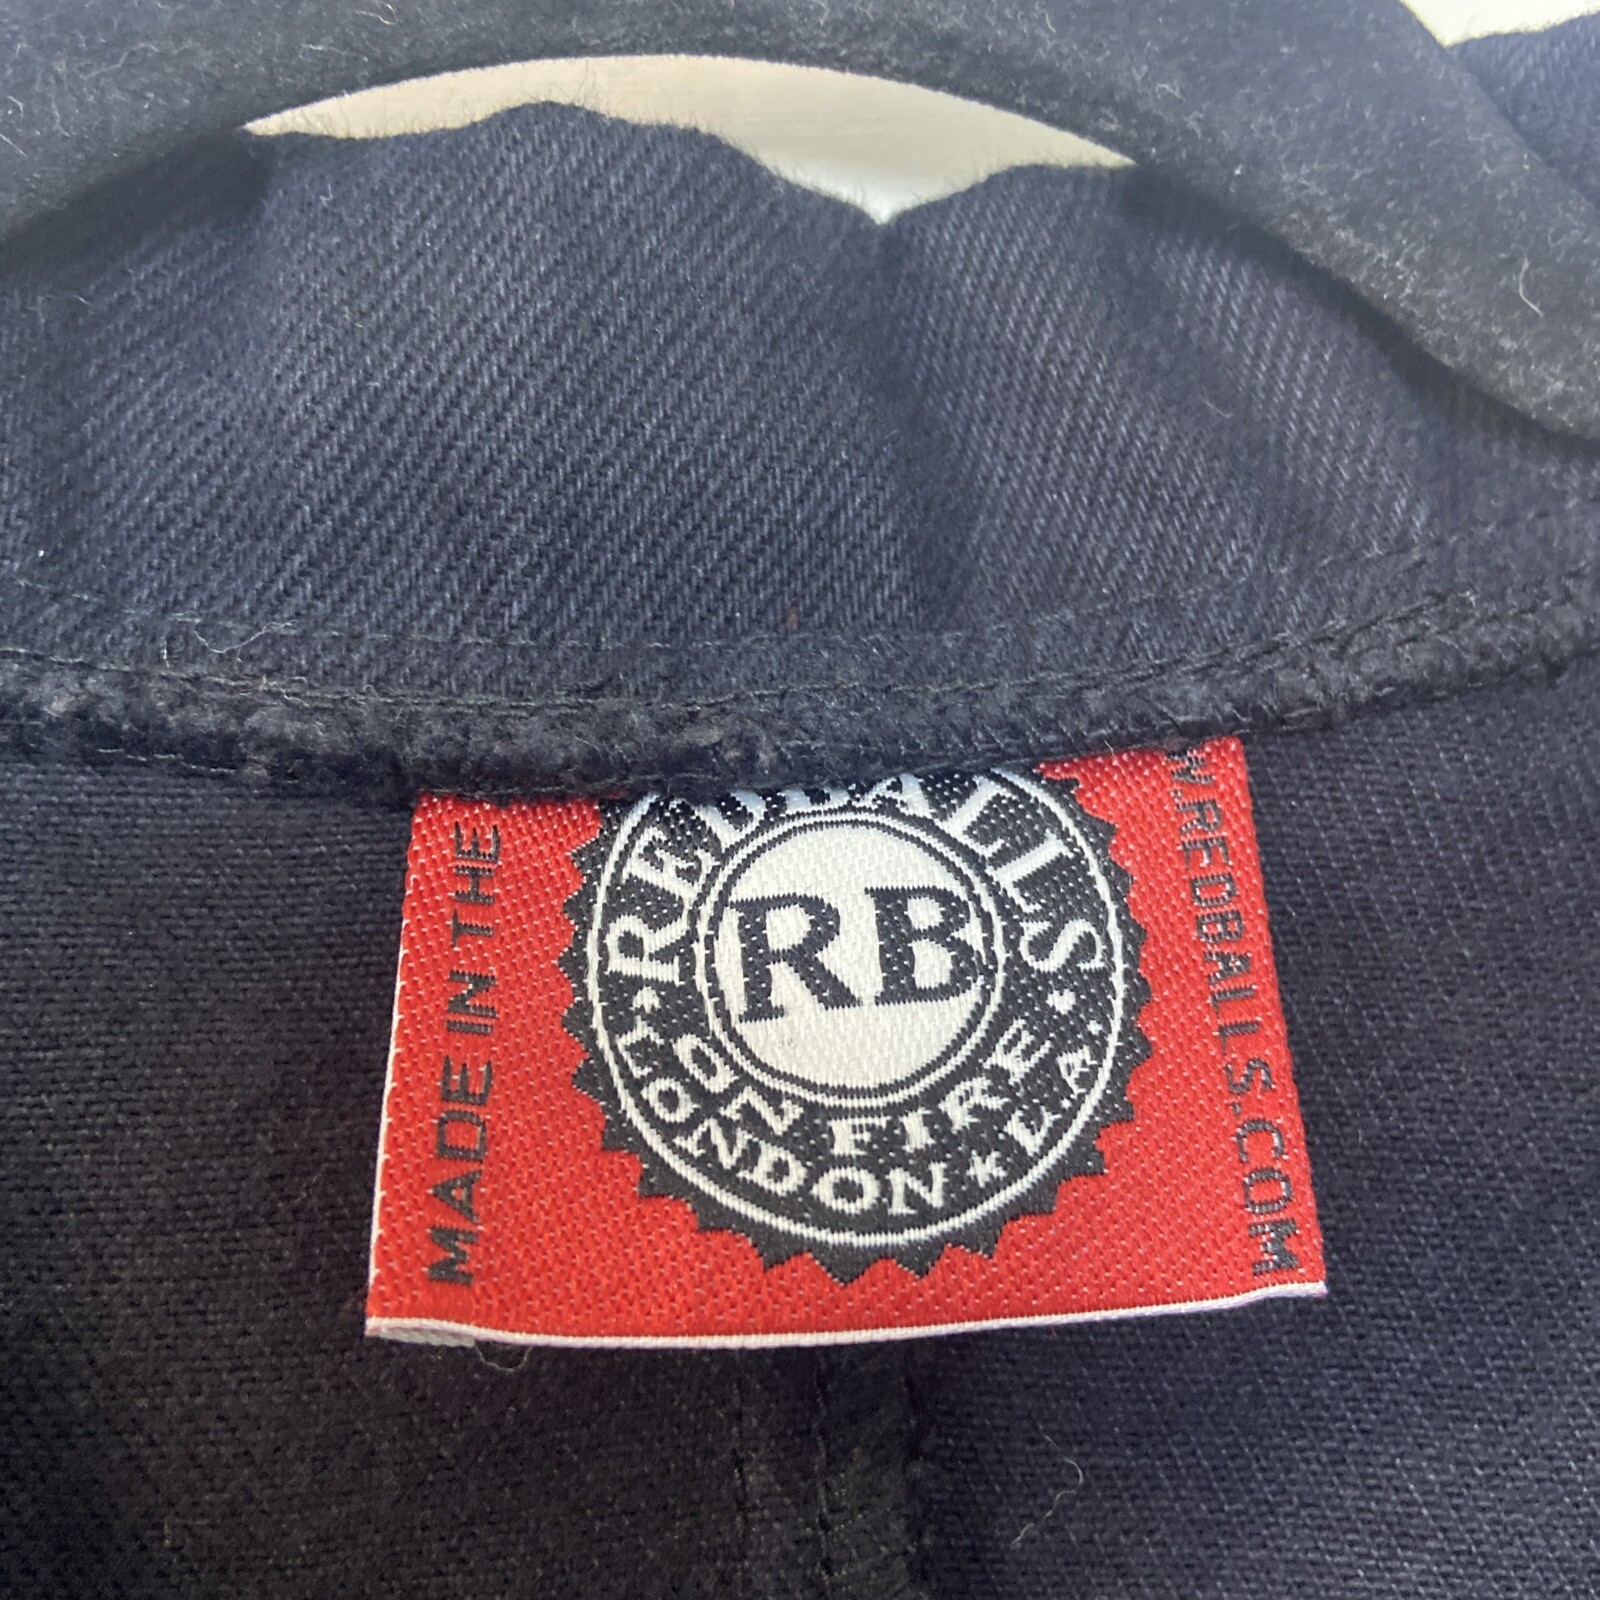 MADE IN THE
REDBALLS
RB
ON FIRE
LONDON * L.A.
W.REDBALLS.COM